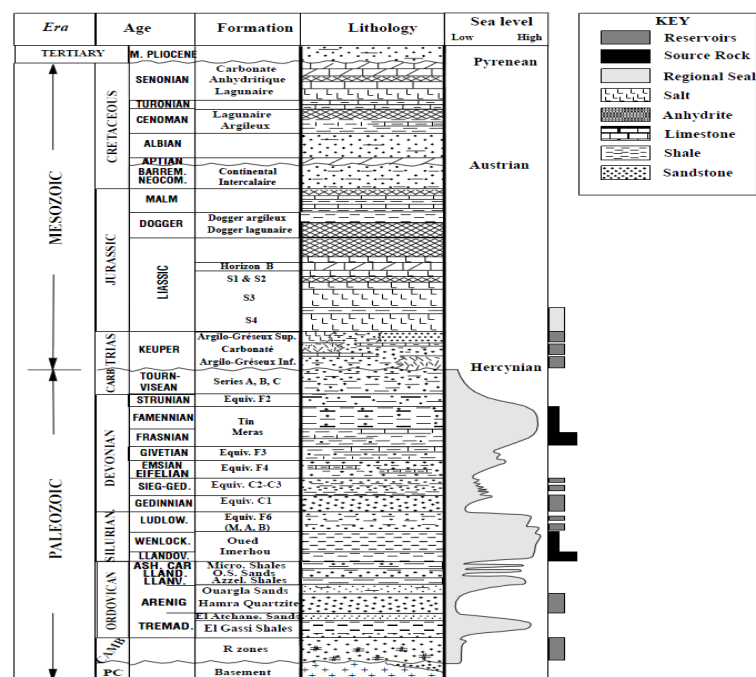 Era Age Formation Lithology Sea level
Low High
TERTIARY M. PLIOCENE
MESOZOIC
CRETACEOUS
SENONIAN Carbonate
Anhydritique
Lagunaire
TURONIAN
CENOMAN Lagunaire
Argileux
ALBIAN
APTIAN
BARREM. Continental
NEOCOM. Intercalaire
JURASSIC
MALM
DOGGER Dogger argileux
Dogger lagunaire
LIASSIC
Horizon B
S1 & S2
S3
S4
TRIAS
KEUPER Argilo-Gréseux Sup.
Carbonaté
Argilo-Gréseux Inf.
Pyrenean
Austrian
Hercynian
PALEOZOIC
CARB
TOURN-
VISEAN Series A, B, C
DEVONIAN
STRUNIAN Equiv. F2
FAMENNIAN Tin
Meras
FRASNIAN
GIVETIAN Equiv. F3
EMSIAN
EIFELIAN Equiv. F4
SIEG-GED. Equiv. C2-C3
GEDINNIAN Equiv. C1
SILURIAN
LUDLOW. Equiv. F6
(M, A, B)
WENLOCK. Oued
LLANDOV. Imerhou
ORDOVICAN
ASH. CAR Micro. Shales
LLAND. O.S. Sands
LLANV. Azzel. Shales
ARENIG Ouargla Sands
Hamra Quartzite
El Atchane. Sands
TREMAD. El Gassi Shales
CAMB R zones
PC Basement
KEY
Reservoirs
Source Rock
Regional Seal
Salt
Anhydrite
Limestone
Shale
Sandstone